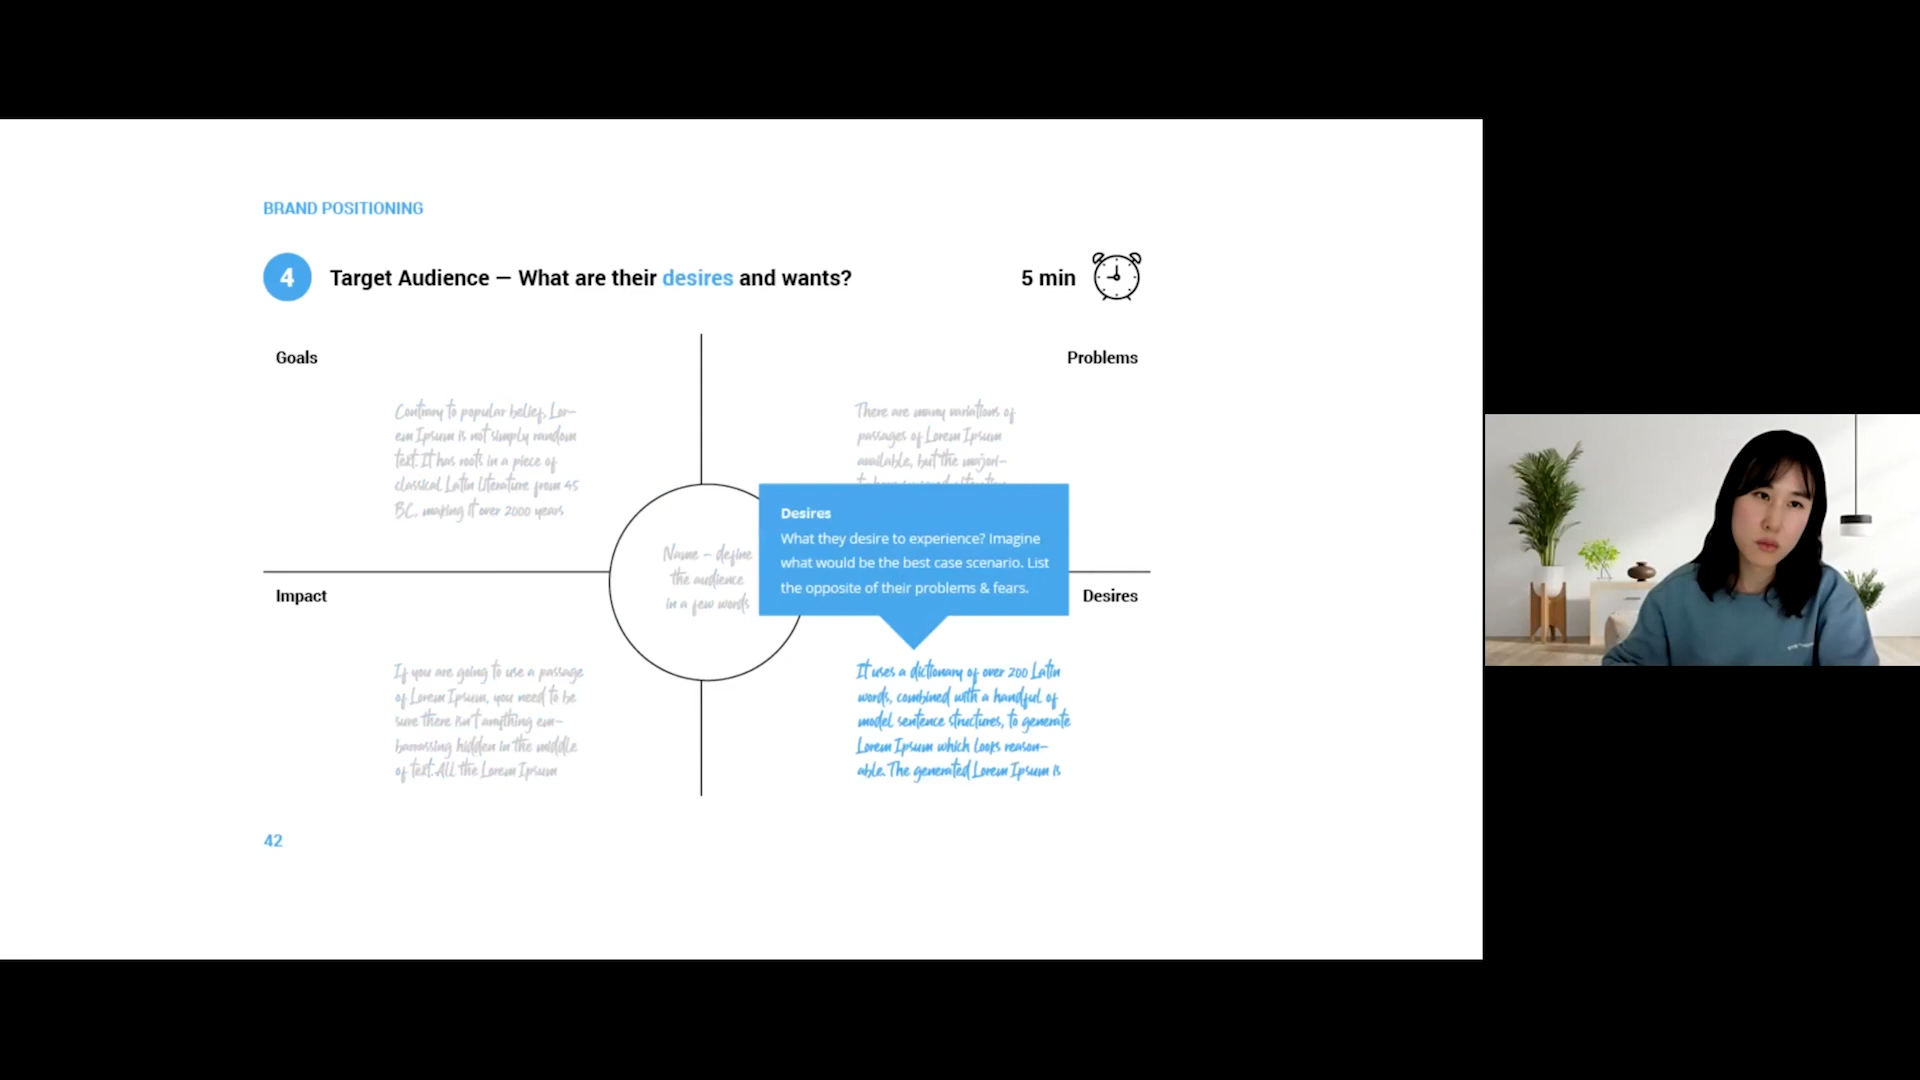 BRAND POSITIONING
4
Target Audience — What are their desires and wants?
5 min
Goals
Problems
Contrary to popular belief, Lor-
em Ipsum is not simply random
text. It has roots in a piece of
classical Latin literature from 45
BC, making it over 2000 years
There are many variations of
passages of Lorem Ipsum
available, but the majori-
Name - define
the audience
in a few words
Desires
What they desire to experience? Imagine
what would be the best case scenario. List
the opposite of their problems & fears.
Impact
Desires
If you are going to use a passage
of Lorem Ipsum, you need to be
sure there isn't anything em-
barrassing hidden in the middle
of text. All the Lorem Ipsum
It uses a dictionary of over 200 Latin
words, combined with a handful of
model sentence structures, to generate
Lorem Ipsum which looks reason-
able. The generated Lorem Ipsum is
42